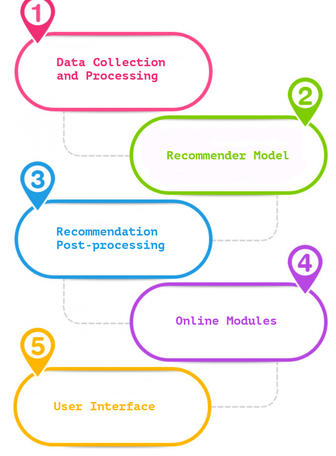 1
Data Collection
and Processing
2
Recommender Model
3
Recommendation
Post-processing
4
Online Modules
5
User Interface